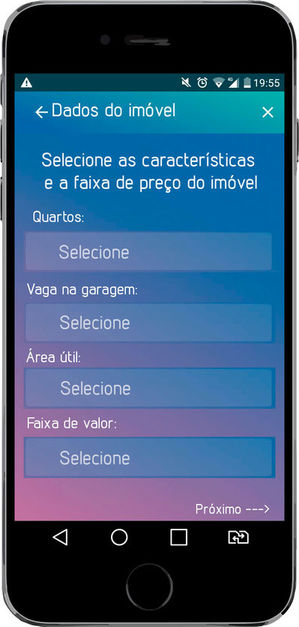 19:55
Dados do imóvel
Selecione as características
e a faixa de preço do imóvel
Quartos:
Selecione
Vaga na garagem:
Selecione
Área útil:
Selecione
Faixa de valor:
Selecione
Próximo --->